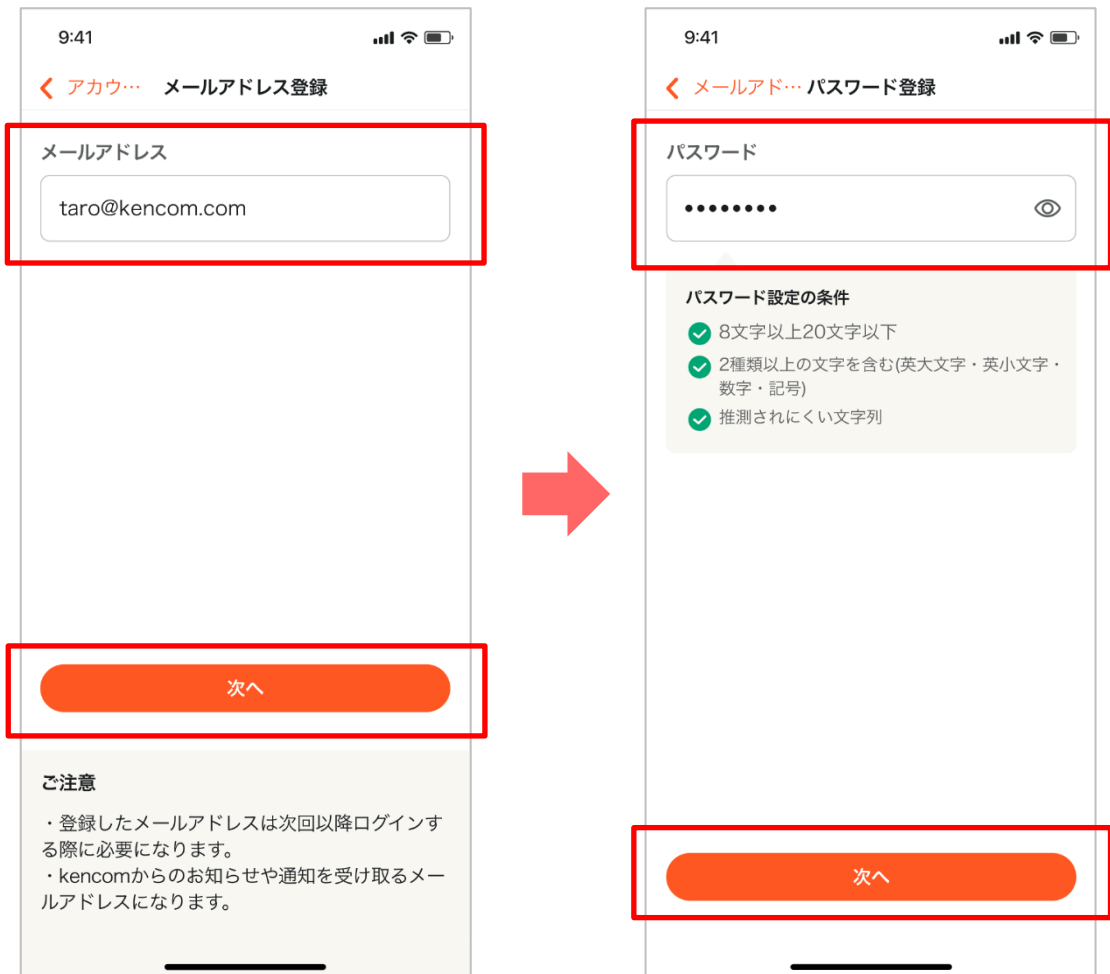 9:41
アカウ… メールアドレス登録
メールアドレス
taro@kencom.com
次へ
ご注意
・登録したメールアドレスは次回以降ログインす
る際に必要になります。
・kencomからのお知らせや通知を受け取るメー
ルアドレスになります。
9:41
メールアド… パスワード登録
パスワード
••••••••
パスワード設定の条件
8文字以上20文字以下
2種類以上の文字を含む(英大文字・英小文字・
数字・記号)
推測されにくい文字列
次へ